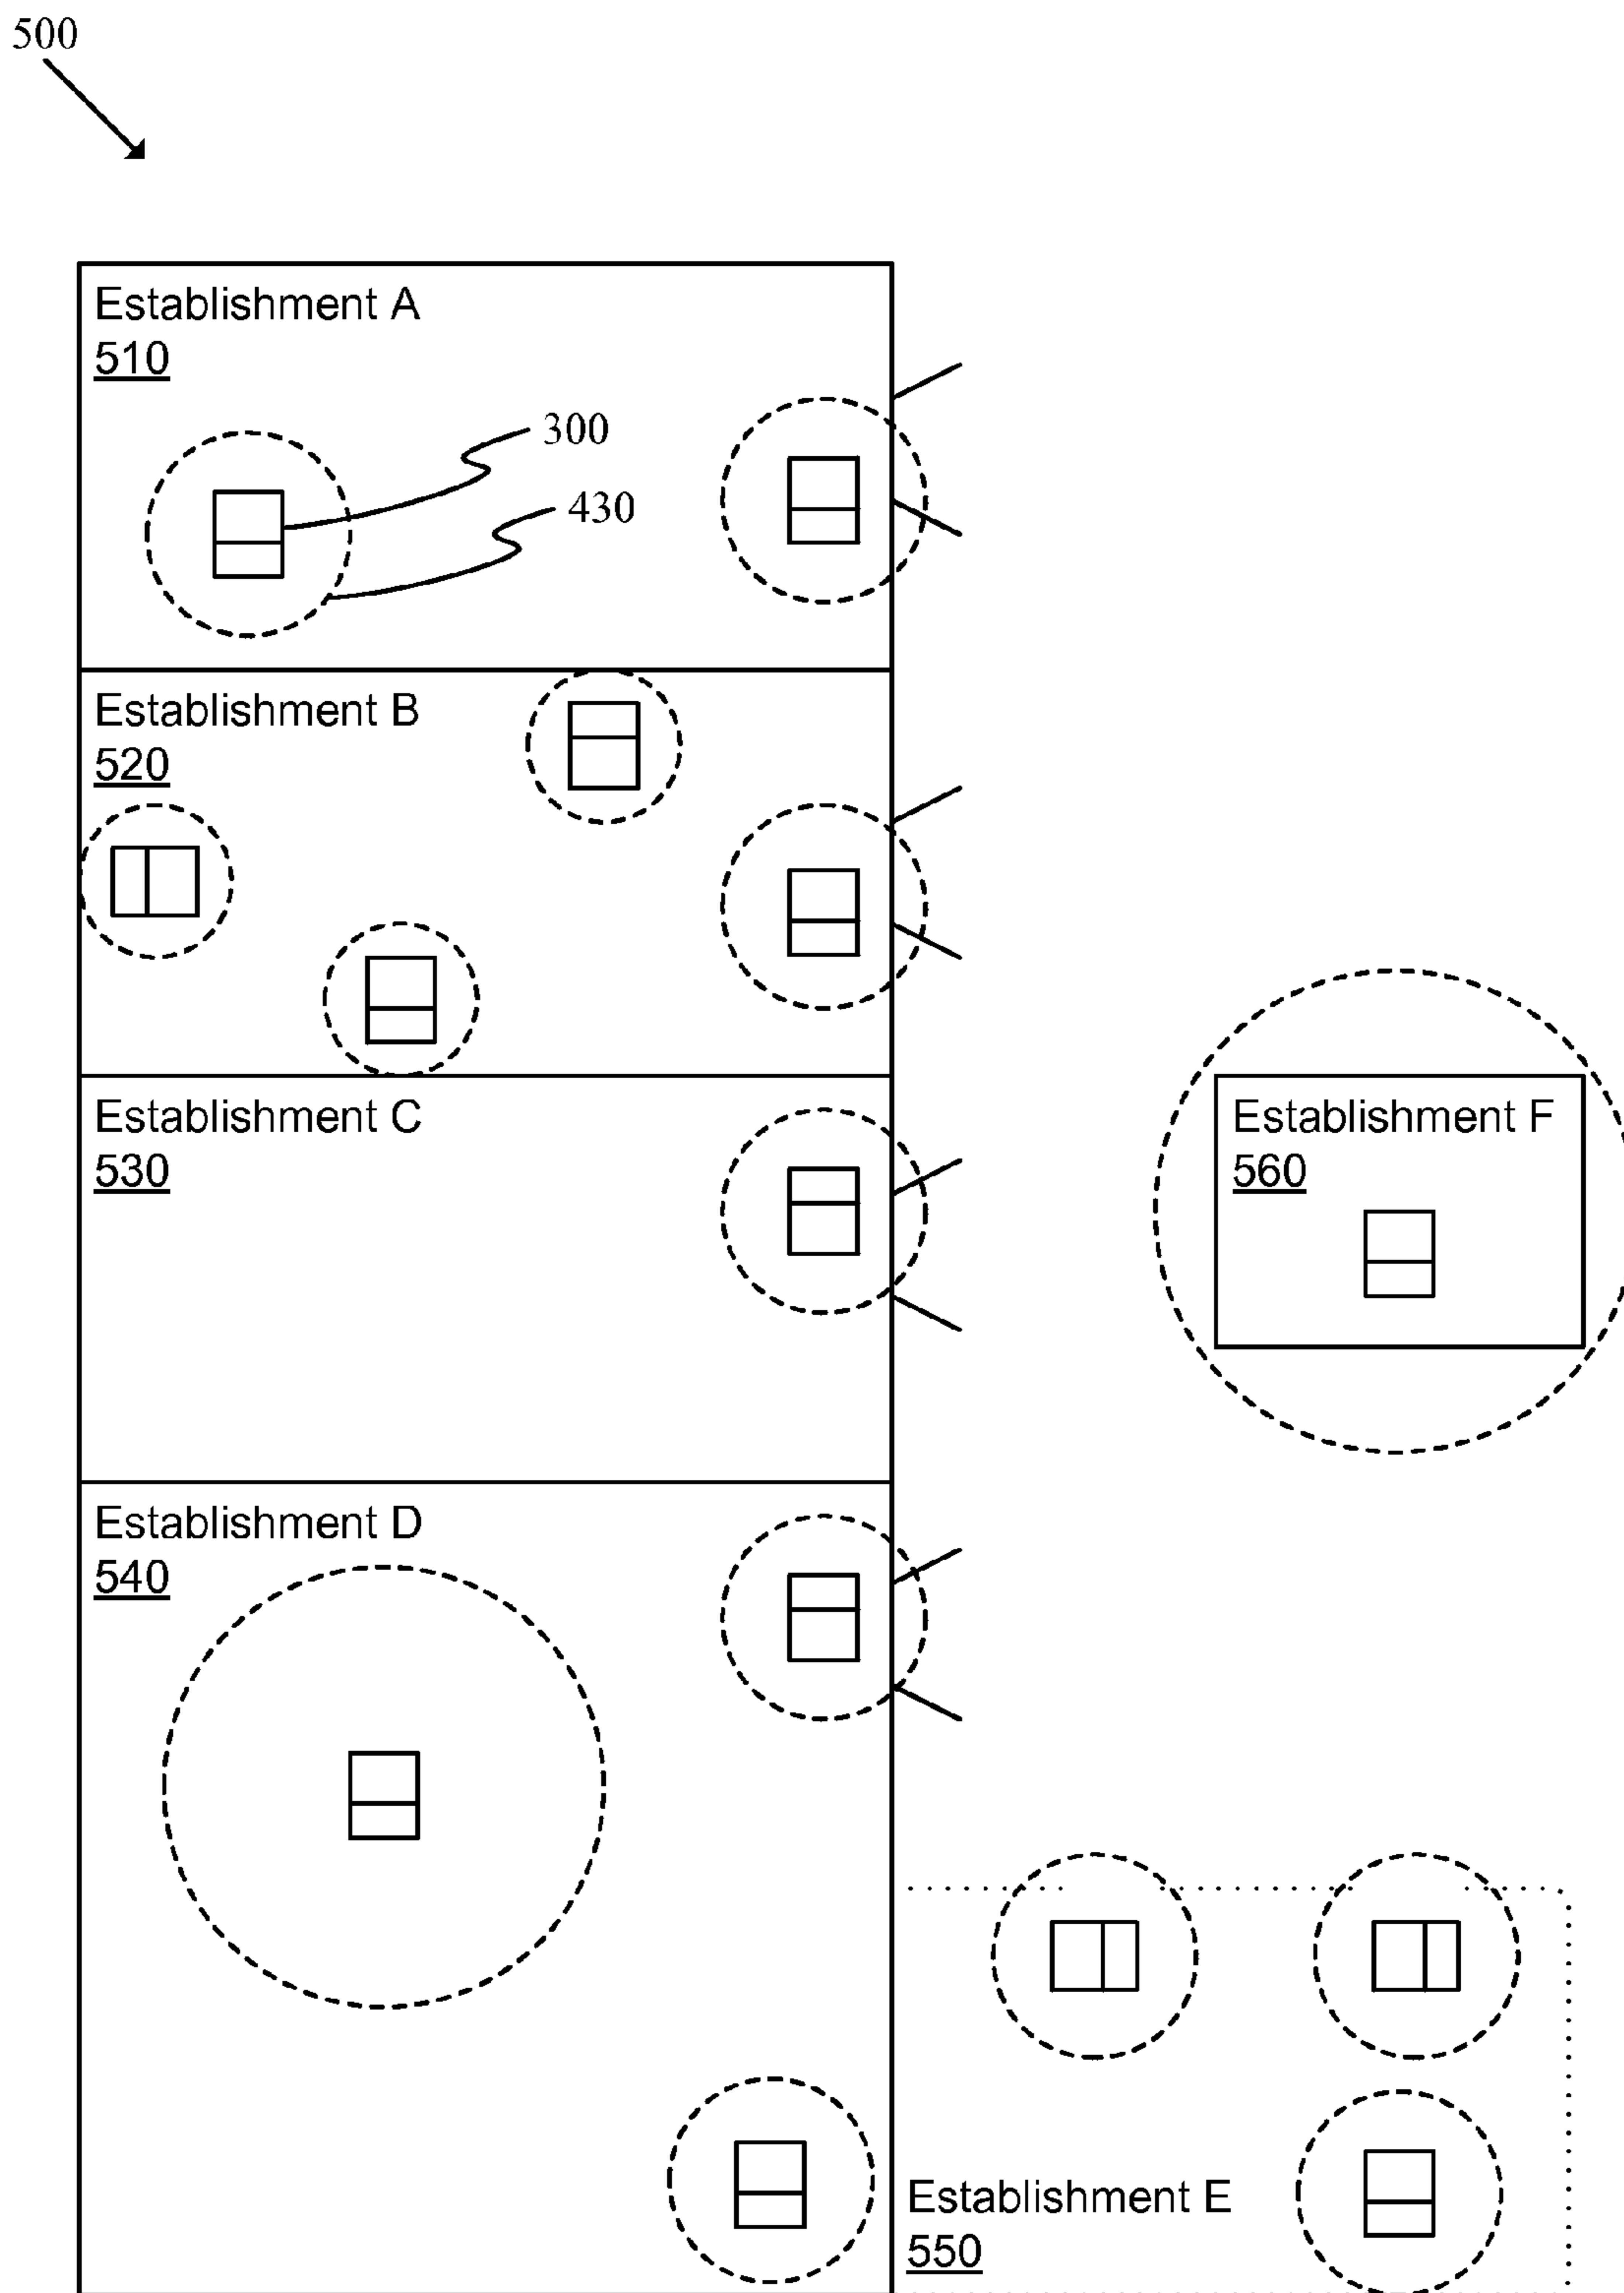 500
Establishment A
510
300
430
Establishment B
520
Establishment C
530
Establishment F
560
Establishment D
540
Establishment E
550